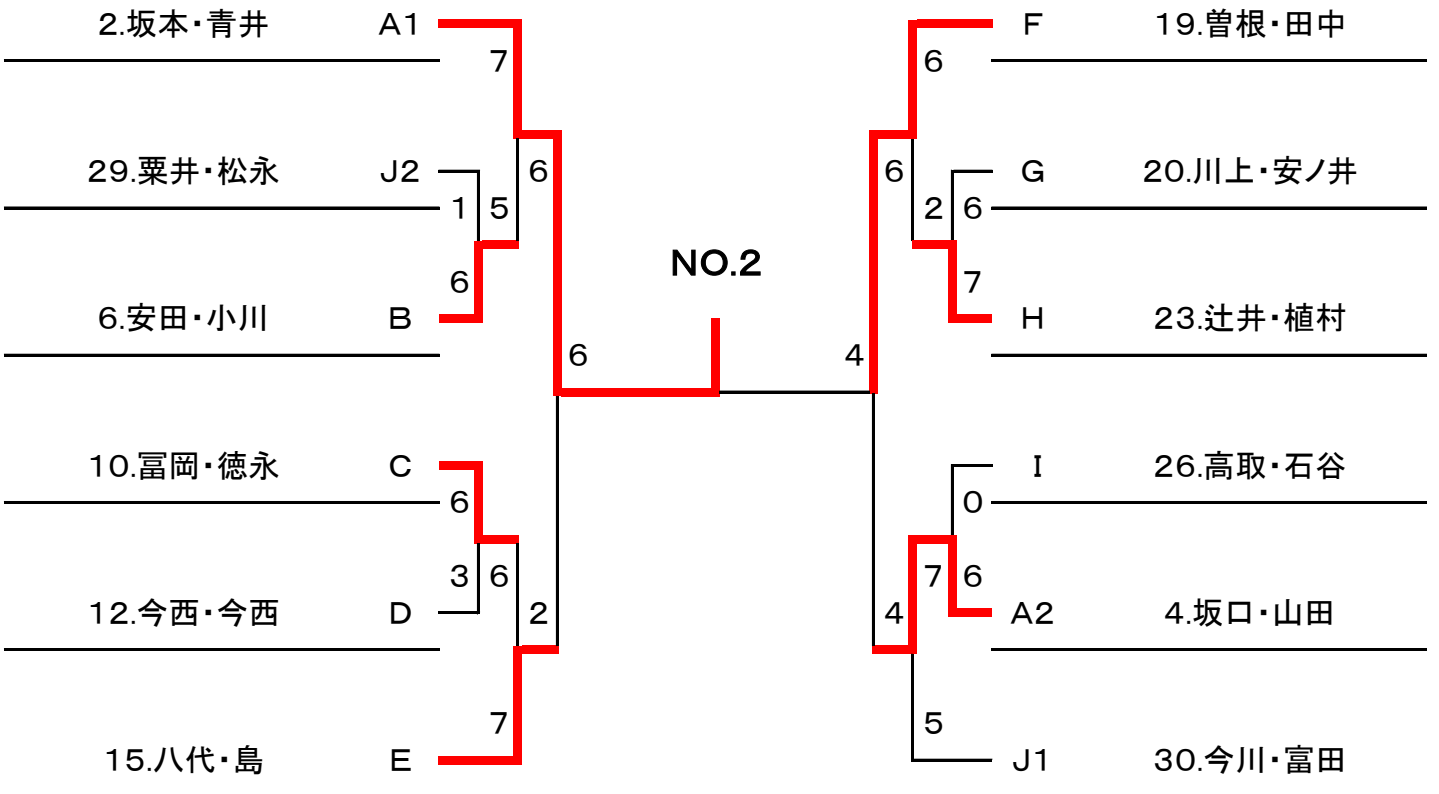 2.坂本・青井 A1 F 19.曽根・田中
7 6
29.粟井・松永 J2 6 6 G 20.川上・安ノ井
1 5 2 6
NO.2
6 7
6.安田・小川 B H 23.辻井・植村
6 4
10.冨岡・徳永 C I 26.高取・石谷
6 0
3 6 7 6
12.今西・今西 D 2 4 A2 4.坂口・山田
7 5
15.八代・島 E J1 30.今川・富田